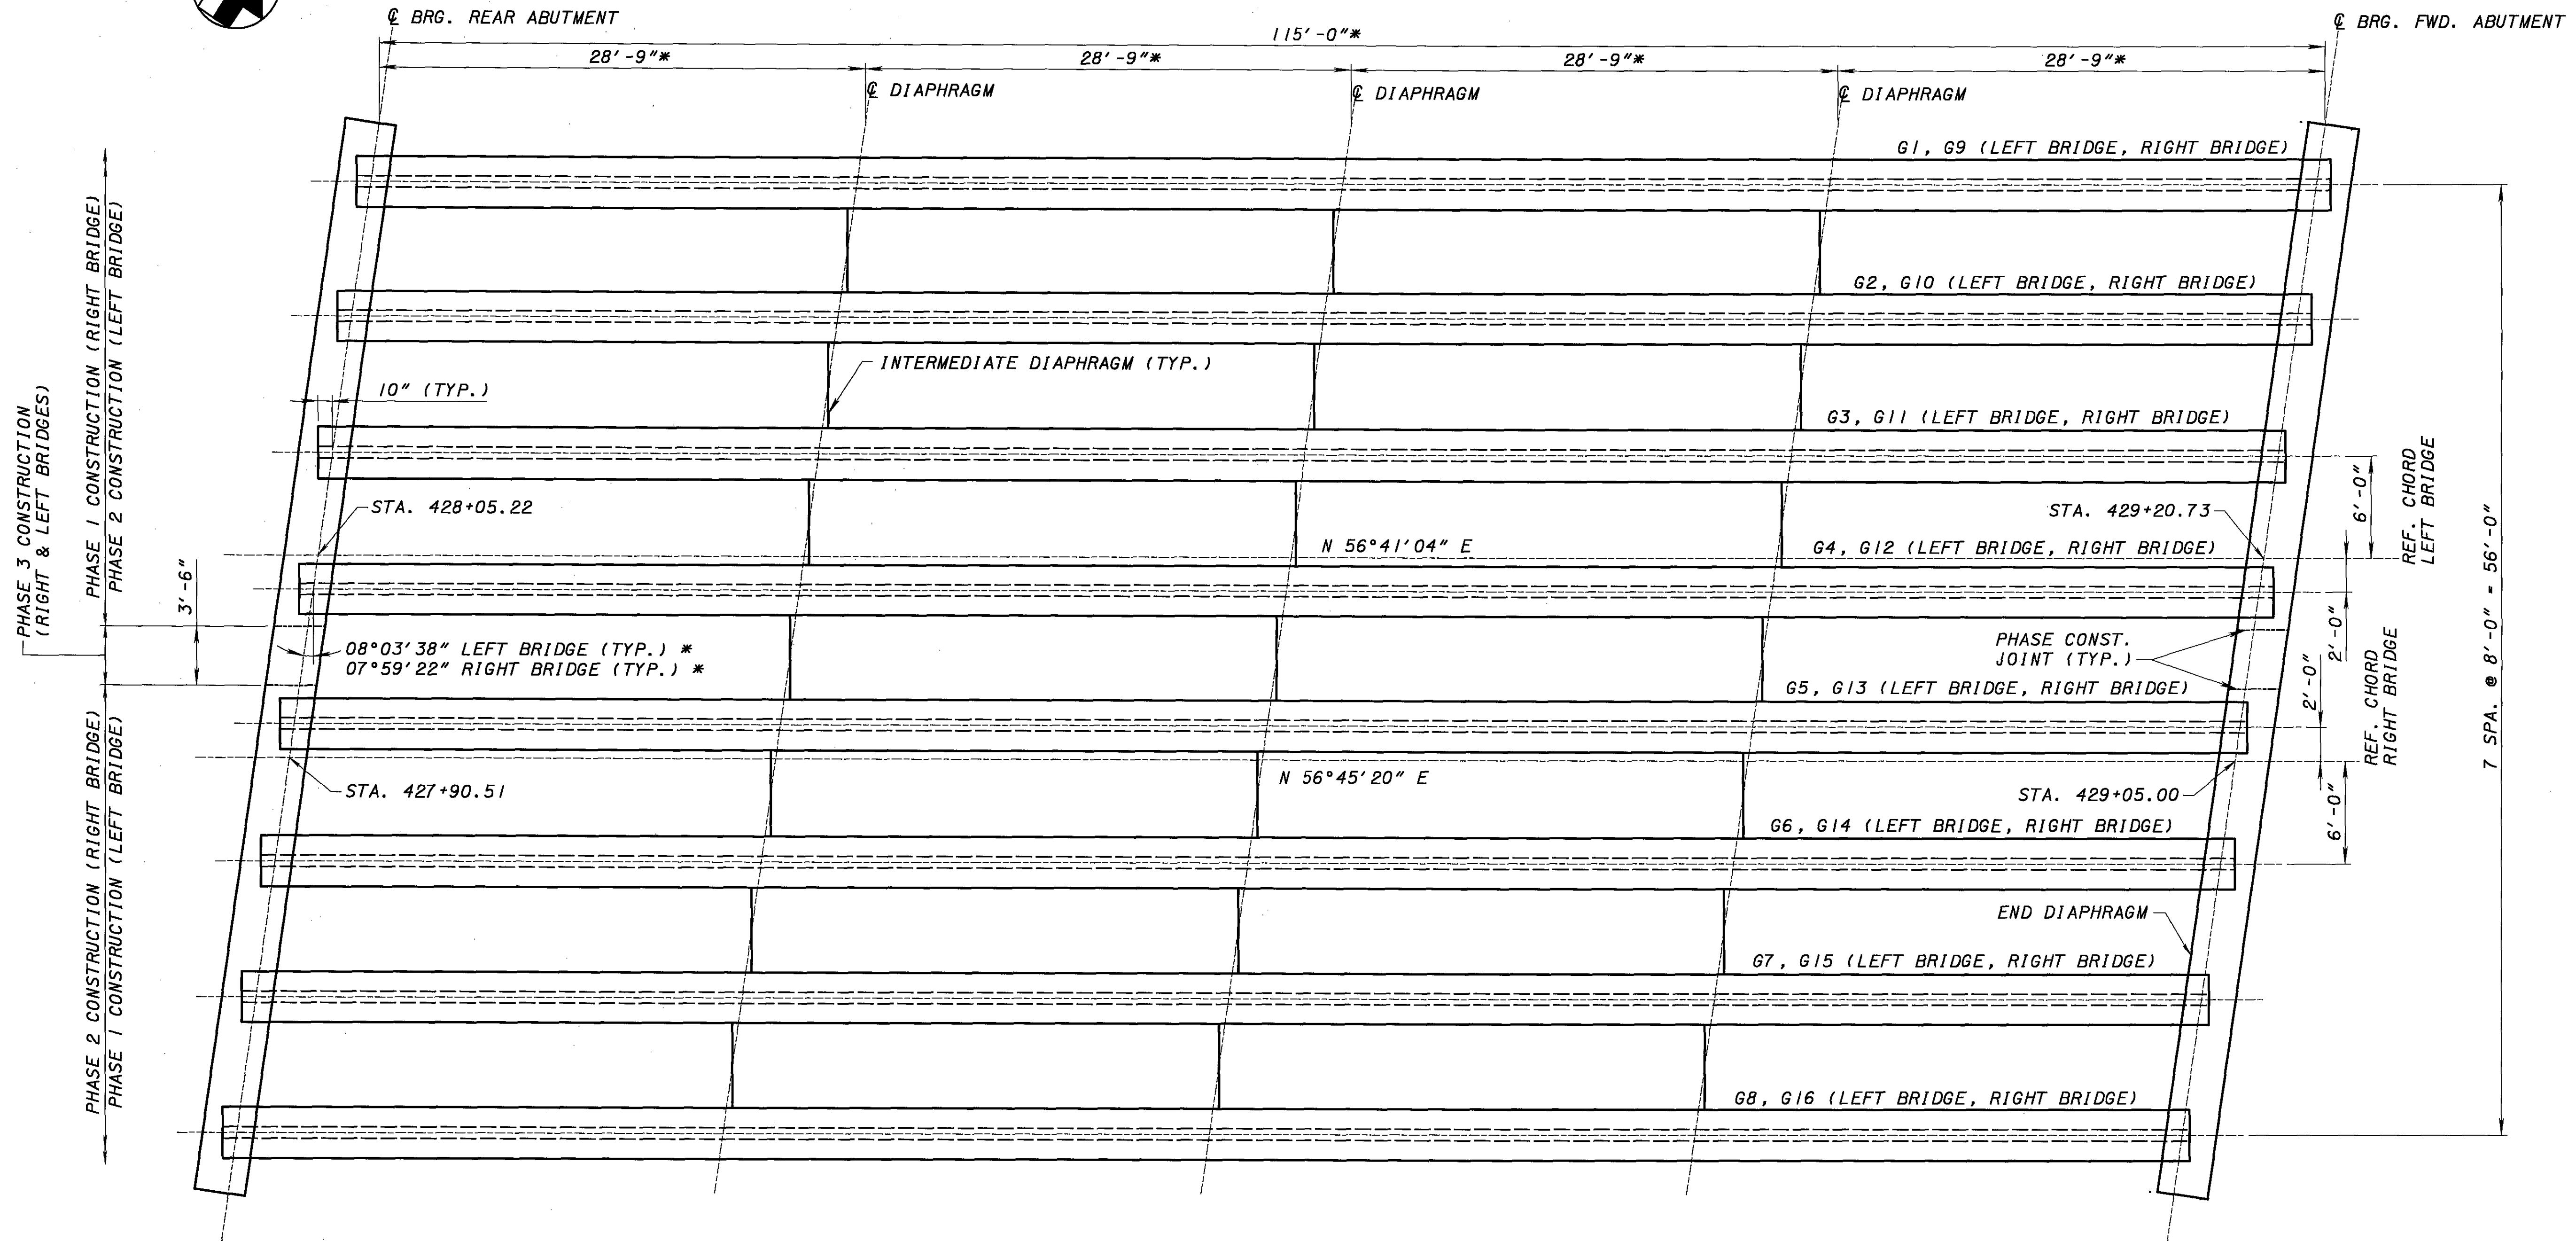 ℄ BRG. REAR ABUTMENT
℄ BRG. FWD. ABUTMENT
115'-0"*
28'-9"*
28'-9"*
28'-9"*
28'-9"*
℄ DIAPHRAGM
℄ DIAPHRAGM
℄ DIAPHRAGM
G1, G9 (LEFT BRIDGE, RIGHT BRIDGE)
G2, G10 (LEFT BRIDGE, RIGHT BRIDGE)
INTERMEDIATE DIAPHRAGM (TYP.)
10" (TYP.)
G3, G11 (LEFT BRIDGE, RIGHT BRIDGE)
STA. 428+05.22
STA. 429+20.73
N 56°41'04" E
G4, G12 (LEFT BRIDGE, RIGHT BRIDGE)
6'-0"
REF. CHORD
LEFT BRIDGE
PHASE 3 CONSTRUCTION
(RIGHT & LEFT BRIDGES)
PHASE 1 CONSTRUCTION (RIGHT BRIDGE)
PHASE 2 CONSTRUCTION (LEFT BRIDGE)
3'-6"
08°03'38" LEFT BRIDGE (TYP.) *
07°59'22" RIGHT BRIDGE (TYP.) *
PHASE CONST.
JOINT (TYP.)
2'-0"
2'-0"
REF. CHORD
RIGHT BRIDGE
7 SPA. @ 8'-0" = 56'-0"
G5, G13 (LEFT BRIDGE, RIGHT BRIDGE)
N 56°45'20" E
STA. 427+90.51
STA. 429+05.00
6'-0"
G6, G14 (LEFT BRIDGE, RIGHT BRIDGE)
PHASE 2 CONSTRUCTION (RIGHT BRIDGE)
PHASE 1 CONSTRUCTION (LEFT BRIDGE)
END DIAPHRAGM
G7, G15 (LEFT BRIDGE, RIGHT BRIDGE)
G8, G16 (LEFT BRIDGE, RIGHT BRIDGE)